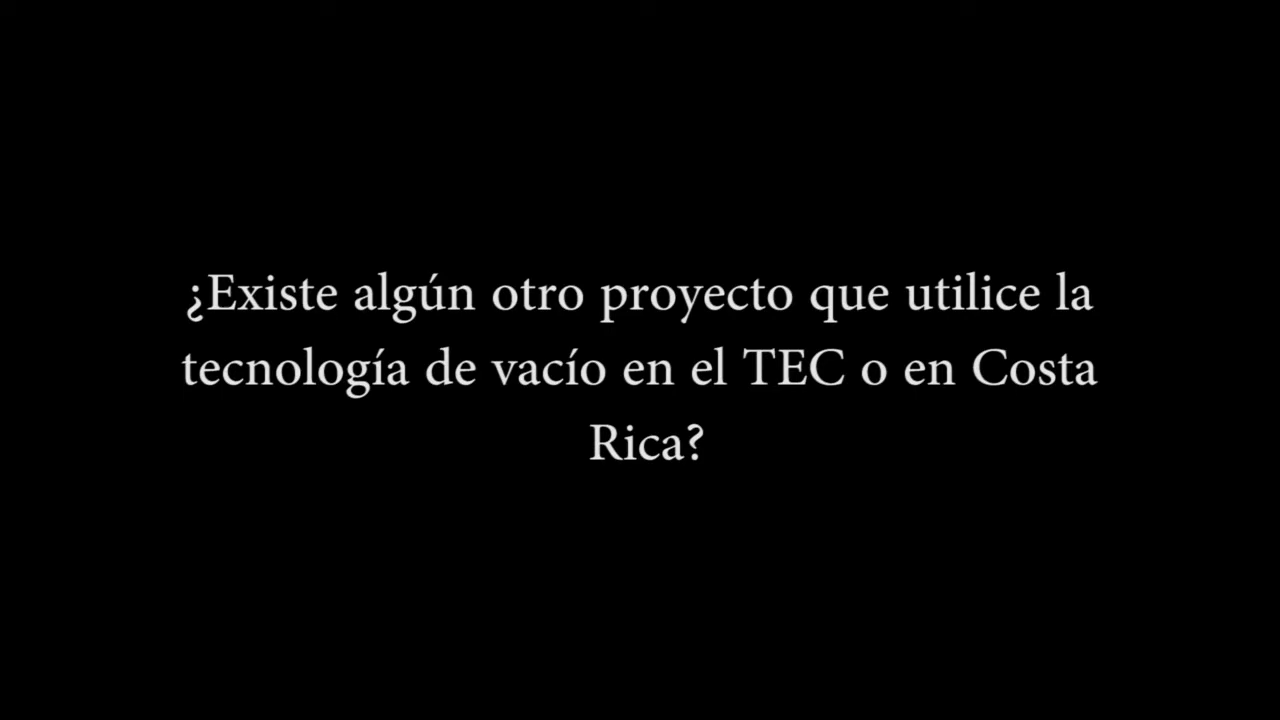 ¿Existe algún otro proyecto que utilice la
tecnología de vacío en el TEC o en Costa
Rica?